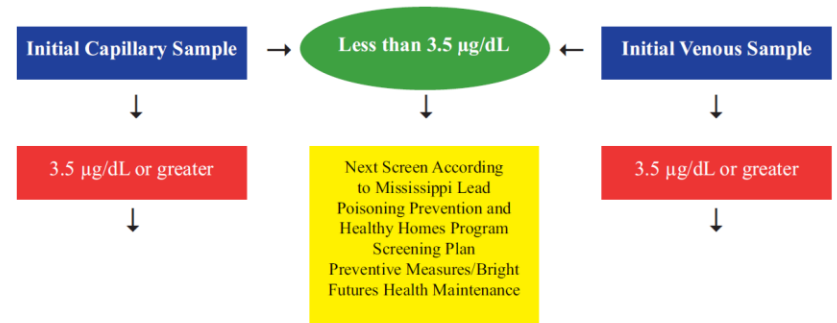 Initial Capillary Sample
Less than 3.5 µg/dL
Initial Venous Sample
3.5 µg/dL or greater
Next Screen According
to Mississippi Lead
Poisoning Prevention and
Healthy Homes Program
Screening Plan
Preventive Measures/Bright
Futures Health Maintenance
3.5 µg/dL or greater